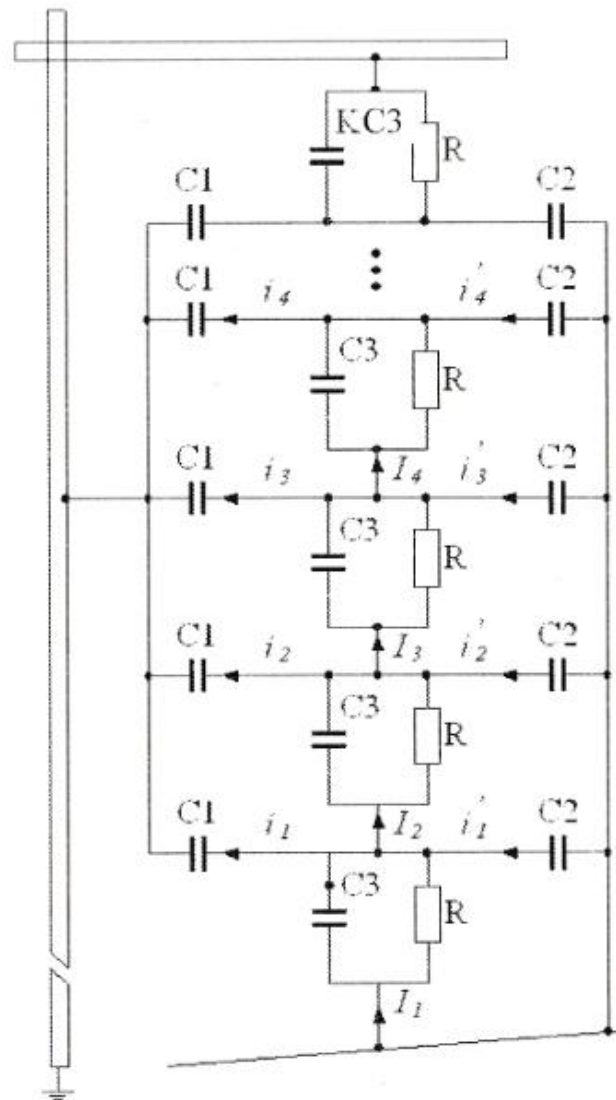 KC3 R
C1 C2
C1 i4 i'4 C2
C3 R
C1 i3 I4 i'3 C2
C3 R
C1 i2 I3 i'2 C2
C3 R
C1 i1 I2 i'1 C2
C3 R
I1